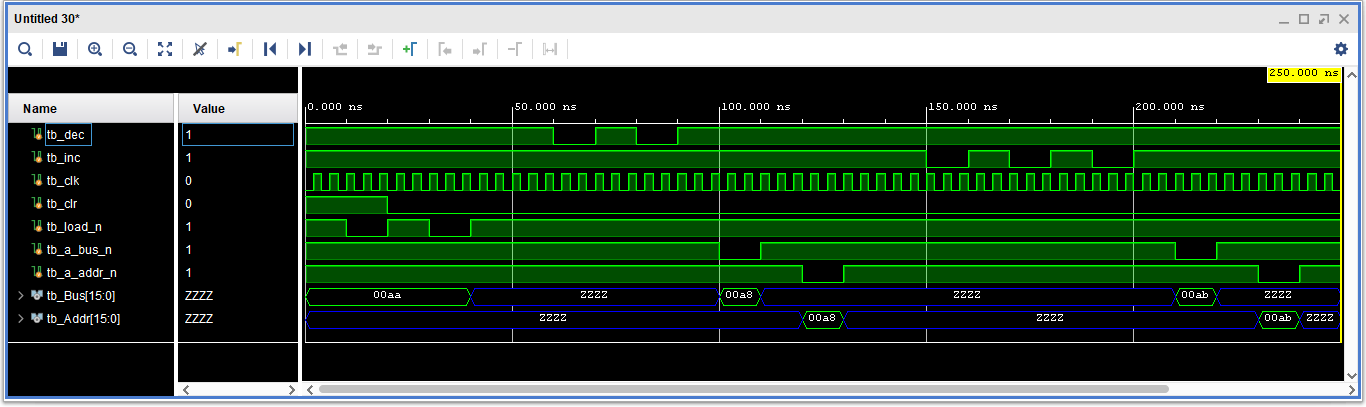 Untitled 30*
250.000 ns
Name Value
0.000 ns 50.000 ns 100.000 ns 150.000 ns 200.000 ns
tb_dec 1
tb_inc 1
tb_clk 0
tb_clr 0
tb_load_n 1
tb_a_bus_n 1
tb_a_addr_n 1
tb_Bus[15:0] ZZZZ 00aa ZZZZ 00a8 ZZZZ 00ab ZZZZ
tb_Addr[15:0] ZZZZ ZZZZ 00a8 ZZZZ 00ab ZZZZ